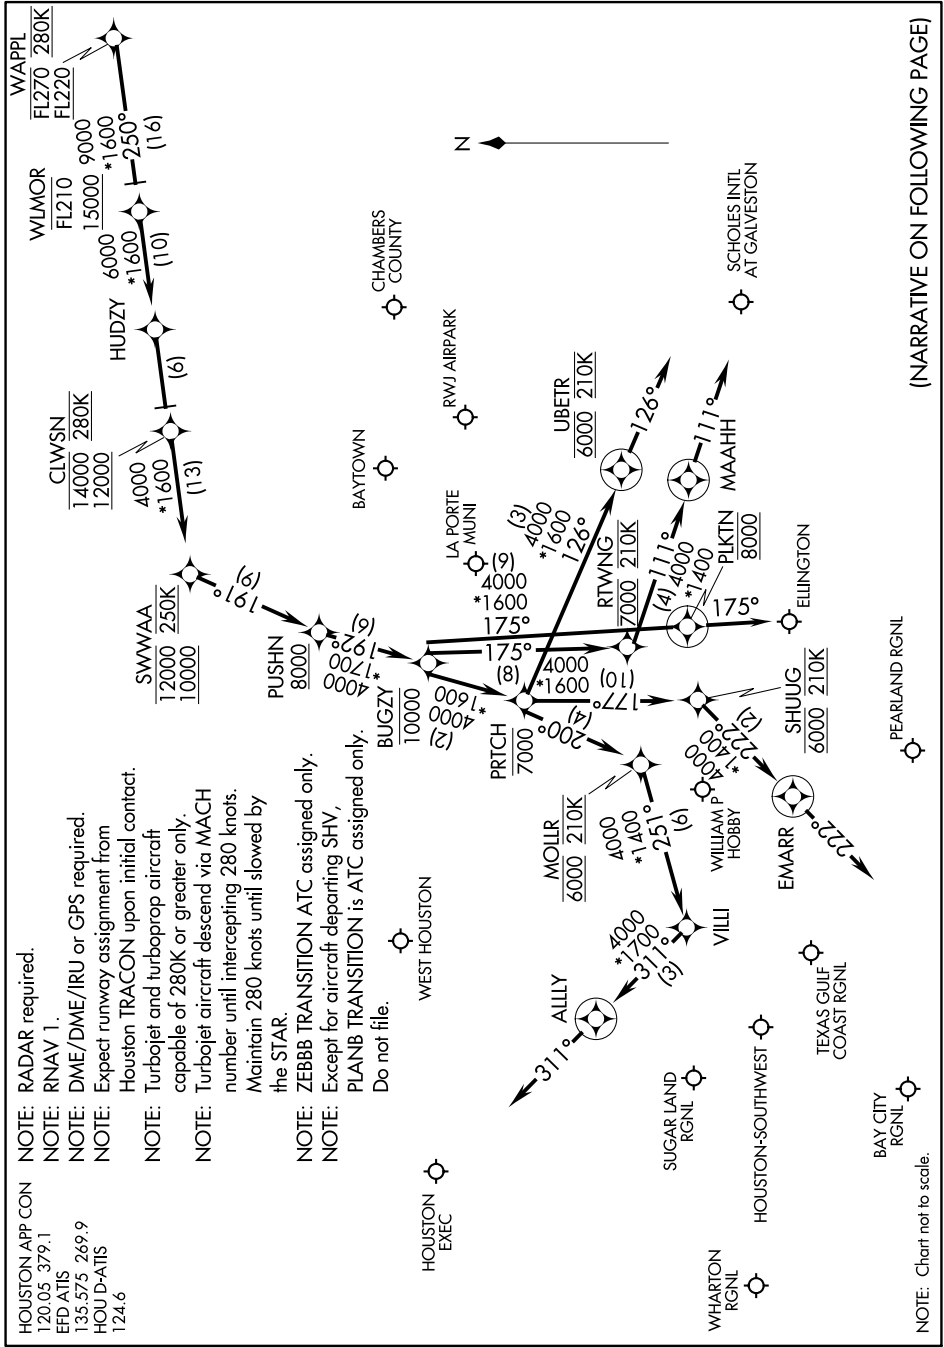 HOUSTON APP CON
120.05 379.1
EFD ATIS
135.575 269.9
HOU D-ATIS
124.6
NOTE: RADAR required.
NOTE: RNAV 1.
NOTE: DME/DME/IRU or GPS required.
NOTE: Expect runway assignment from
Houston TRACON upon initial contact.
NOTE: Turbojet and turboprop aircraft
capable of 280K or greater only.
NOTE: Turbojet aircraft descend via MACH
number until intercepting 280 knots.
Maintain 280 knots until slowed by
the STAR.
NOTE: ZEBBB TRANSITION ATC assigned only.
NOTE: Except for aircraft departing SHV,
PLANB TRANSITION is ATC assigned only.
Do not file.
WAPPL
FL270 280K
FL220
9000
*1600
250°
(16)
WLMOR
FL210
15000
6000
*1600
(10)
HUDZY
(6)
CLWSN
14000 280K
12000
4000
*1600
(13)
SWWAA
12000 250K
10000
191°
(9)
PUSHN
8000
192°
(9)
4000
*1700
BUGZY
10000
4000
*1600
(2)
PRTCH
7000
175°
(8)
4000
*1600
175°
(9)
4000
*1600
(3)
4000
*1600
126°
UBETR
6000 210K
126°
RTWNG
7000 210K
111°
(4)
4000
*1400
MAAHH
111°
PLKTN
8000
175°
177°
(10)
200°
(4)
SHUUG
6000 210K
222°
(2)
4000
*1400
EMARR
222°
MOLLR
6000 210K
4000
*1400
251°
(6)
VILLI
4000
*1700
311°
(3)
ALLLY
311°
N
CHAMBERS
COUNTY
RWJ AIRPARK
BAYTOWN
LA PORTE
MUNI
SCHOLES INTL
AT GALVESTON
ELLINGTON
PEARLAND RGNL
WILLIAM P
HOBBY
WEST HOUSTON
TEXAS GULF
COAST RGNL
HOUSTON-SOUTHWEST
SUGAR LAND
RGNL
BAY CITY
RGNL
HOUSTON
EXEC
WHARTON
RGNL
NOTE: Chart not to scale.
(NARRATIVE ON FOLLOWING PAGE)